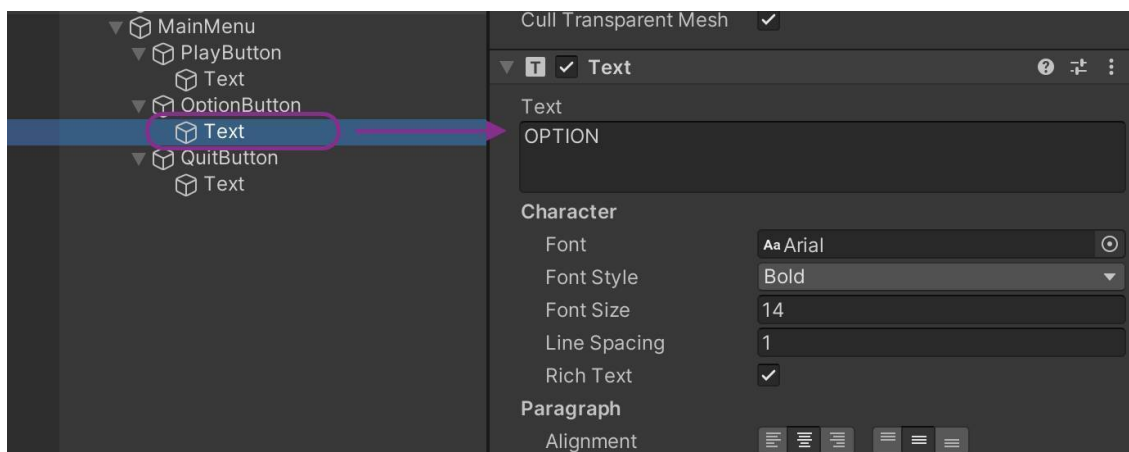 MainMenu
PlayButton
Text
OptionButton
Text
QuitButton
Text
Cull Transparent Mesh
T Text
Text
OPTION
Character
Font Aa Arial
Font Style Bold
Font Size 14
Line Spacing 1
Rich Text
Paragraph
Alignment